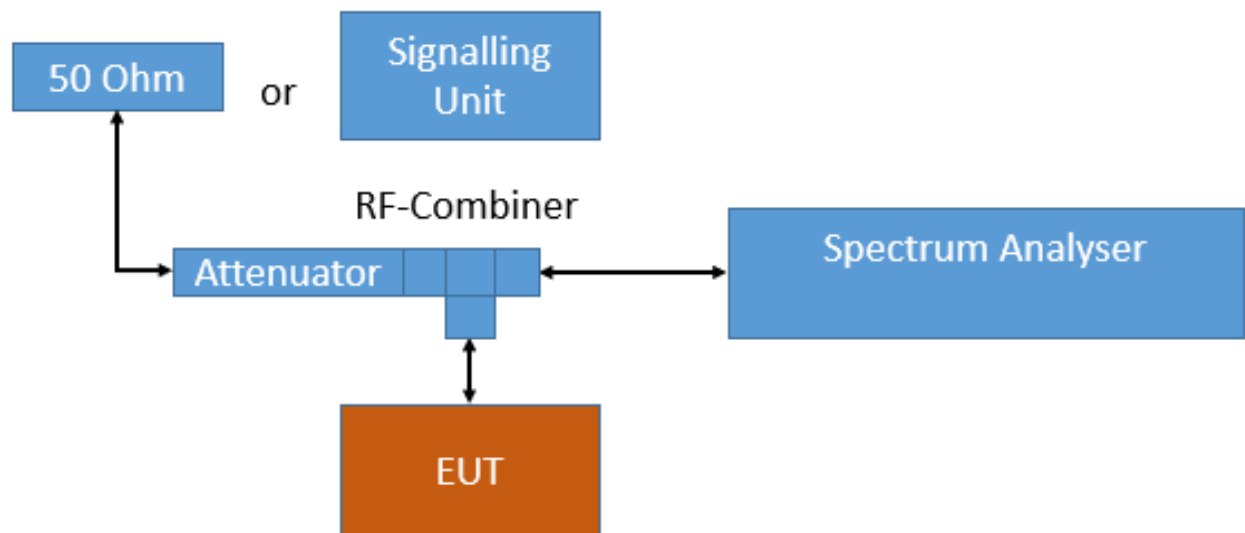 50 Ohm
or
Signalling
Unit
RF-Combiner
Attenuator
Spectrum Analyser
EUT